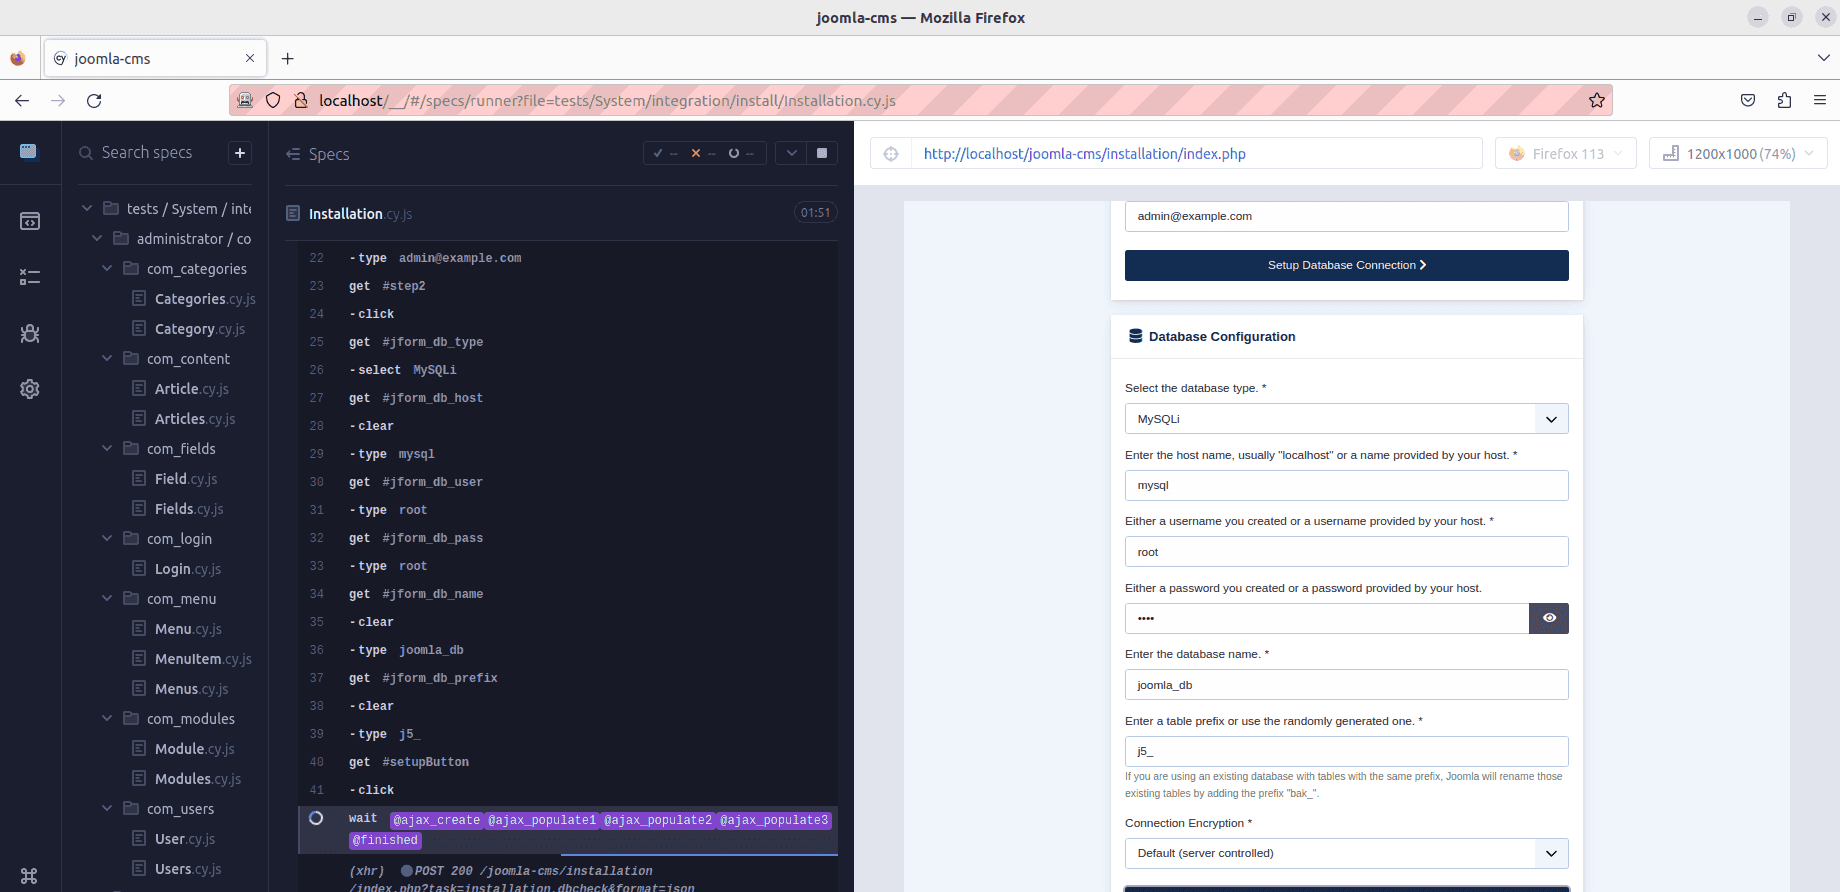 joomla-cms — Mozilla Firefox
joomla-cms
localhost/__/#/specs/runner?file=tests/System/integration/install/Installation.cy.js
Search specs
tests / System / inte
administrator / co
com_categories
Categories.cy.js
Category.cy.js
com_content
Article.cy.js
Articles.cy.js
com_fields
Field.cy.js
Fields.cy.js
com_login
Login.cy.js
com_menu
Menu.cy.js
MenuItem.cy.js
Menus.cy.js
com_modules
Module.cy.js
Modules.cy.js
com_users
User.cy.js
Users.cy.js
Specs
-- -- --
Installation.cy.js 01:51
22 -type admin@example.com
23 get #step2
24 -click
25 get #jform_db_type
26 -select MySQLi
27 get #jform_db_host
28 -clear
29 -type mysql
30 get #jform_db_user
31 -type root
32 get #jform_db_pass
33 -type root
34 get #jform_db_name
35 -clear
36 -type joomla_db
37 get #jform_db_prefix
38 -clear
39 -type j5_
40 get #setupButton
41 -click
wait @ajax_create @ajax_populate1 @ajax_populate2 @ajax_populate3
@finished
(xhr) POST 200 /joomla-cms/installation
/index.php?task=installation.dbcheck&format=json
http://localhost/joomla-cms/installation/index.php
Firefox 113
1200x1000 (74%)
admin@example.com
Setup Database Connection
Database Configuration
Select the database type. *
MySQLi
Enter the host name, usually "localhost" or a name provided by your host. *
mysql
Either a username you created or a username provided by your host. *
root
Either a password you created or a password provided by your host.
••••
Enter the database name. *
joomla_db
Enter a table prefix or use the randomly generated one. *
j5_
If you are using an existing database with tables with the same prefix, Joomla will rename those
existing tables by adding the prefix "bak_".
Connection Encryption *
Default (server controlled)